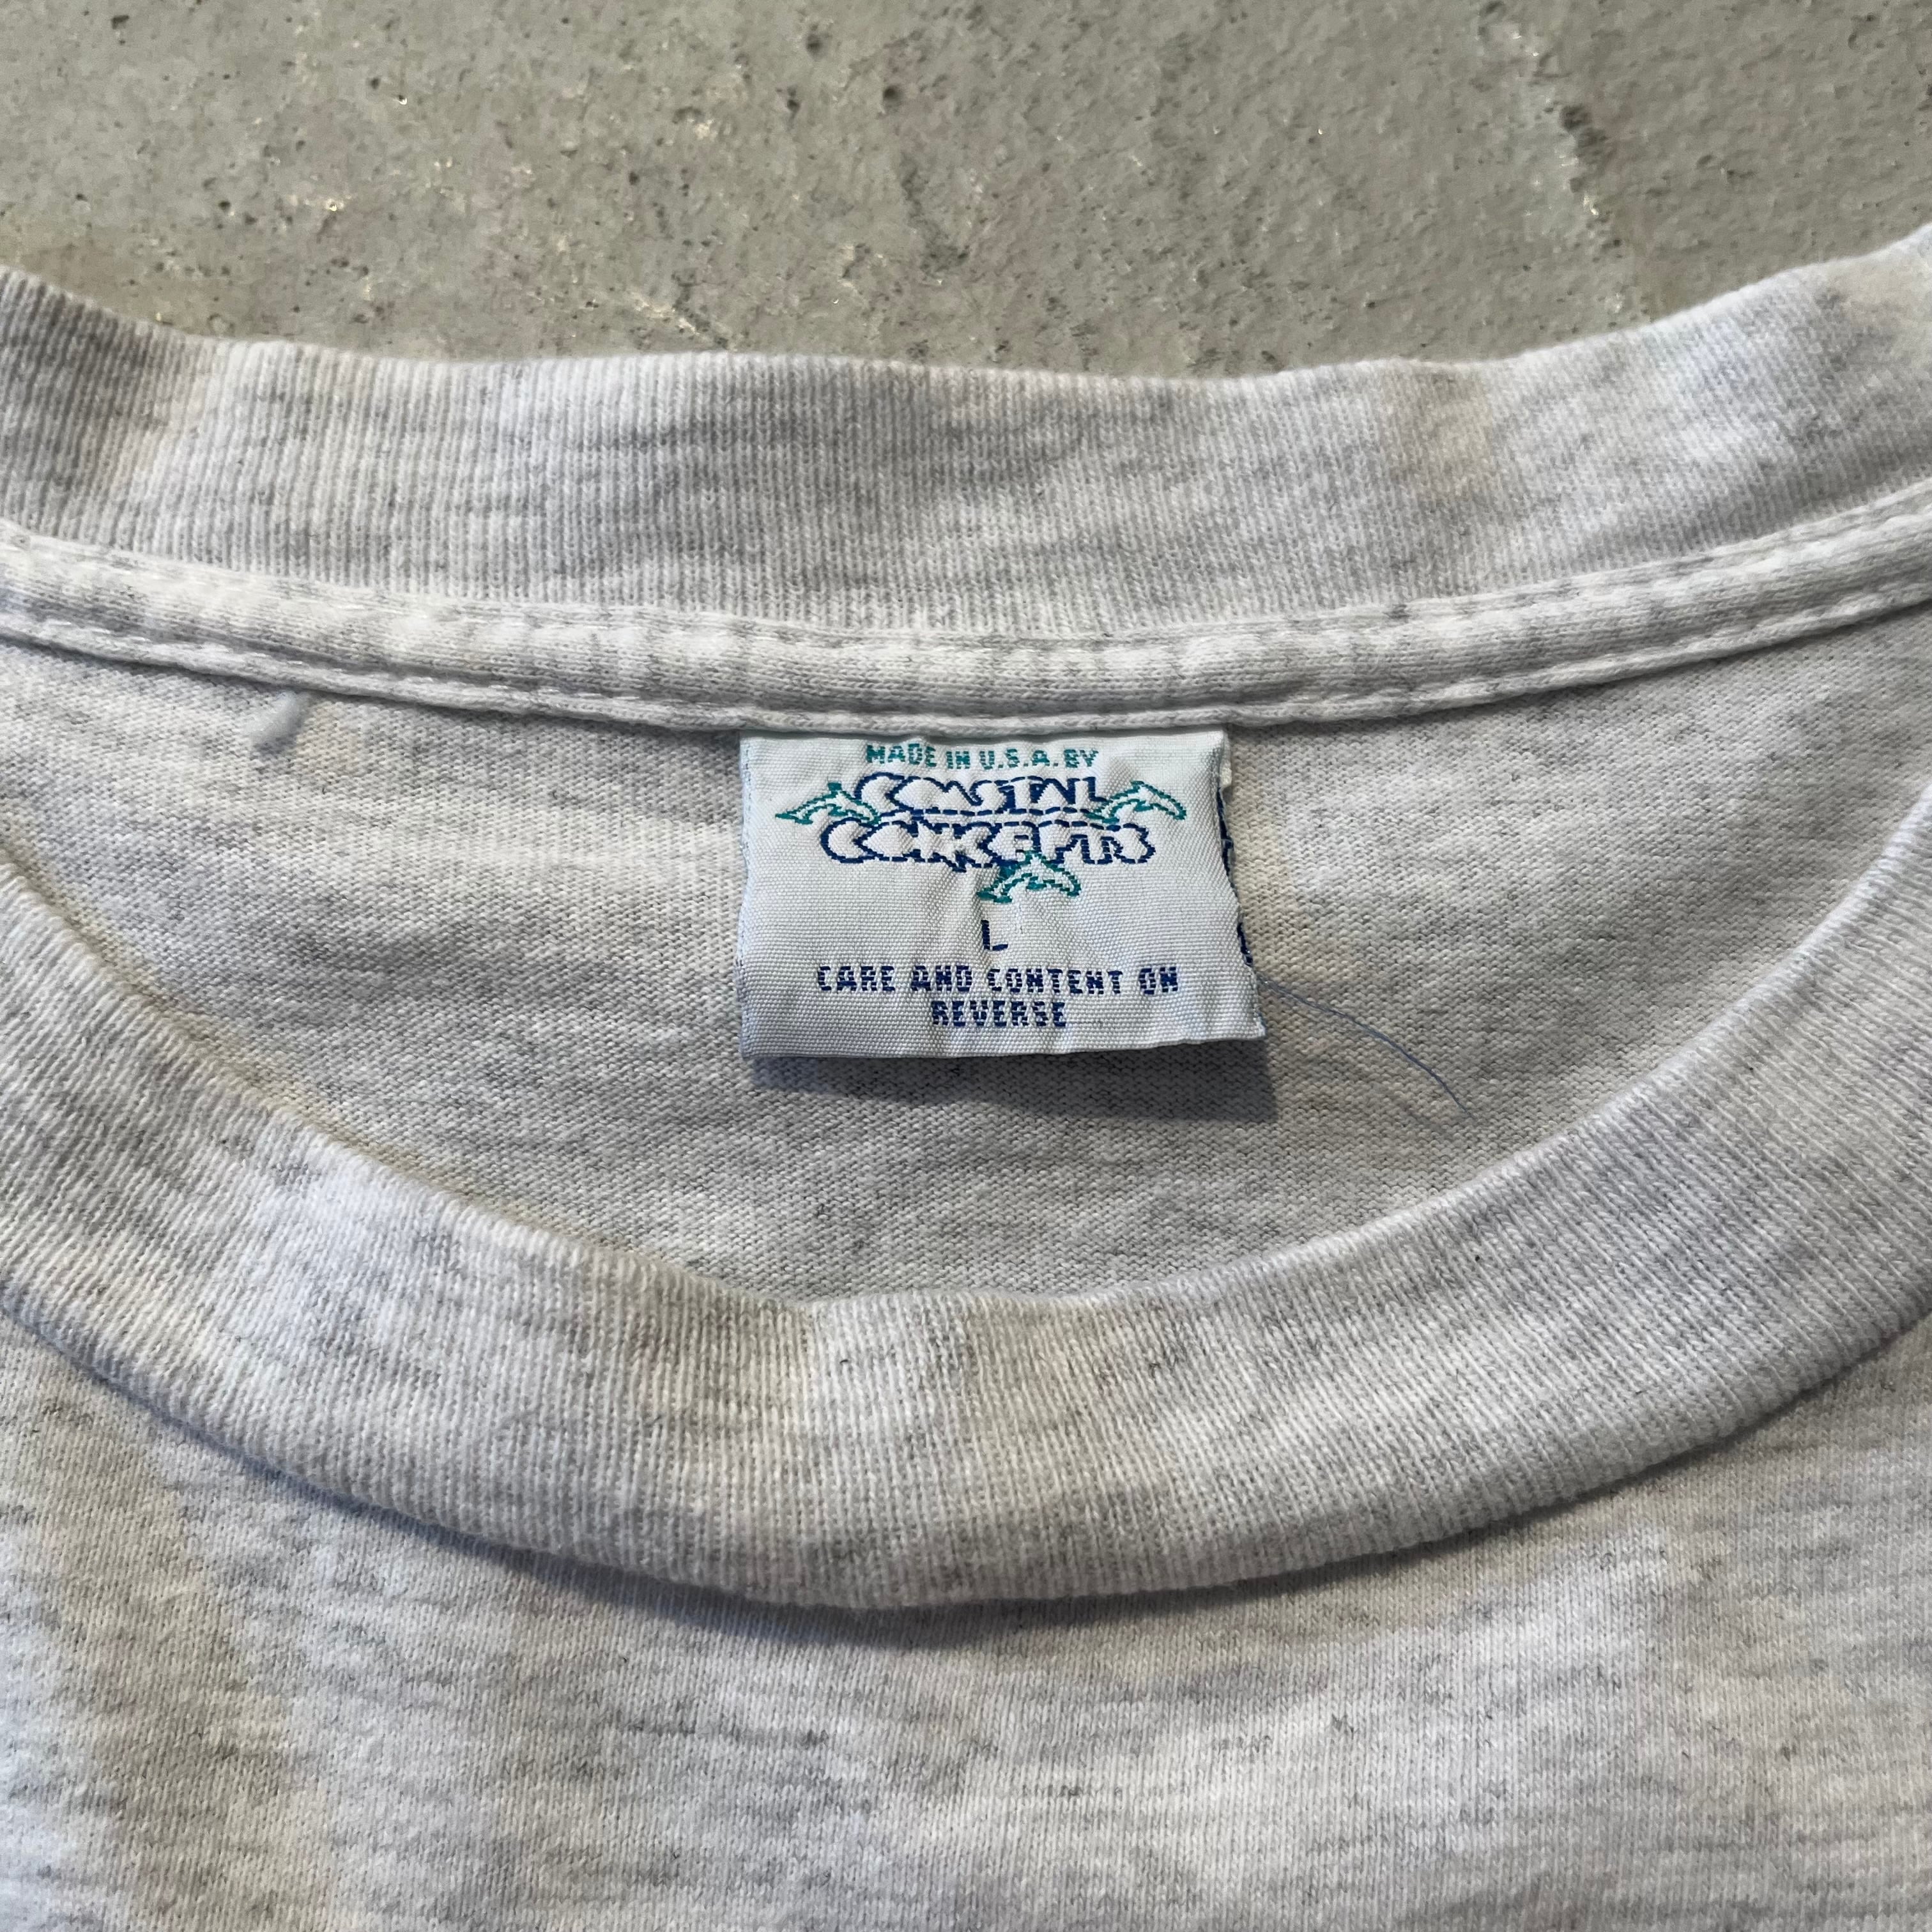 MADE IN U.S.A. BY
COASTAL
CONCEPTS
L
CARE AND CONTENT ON
REVERSE